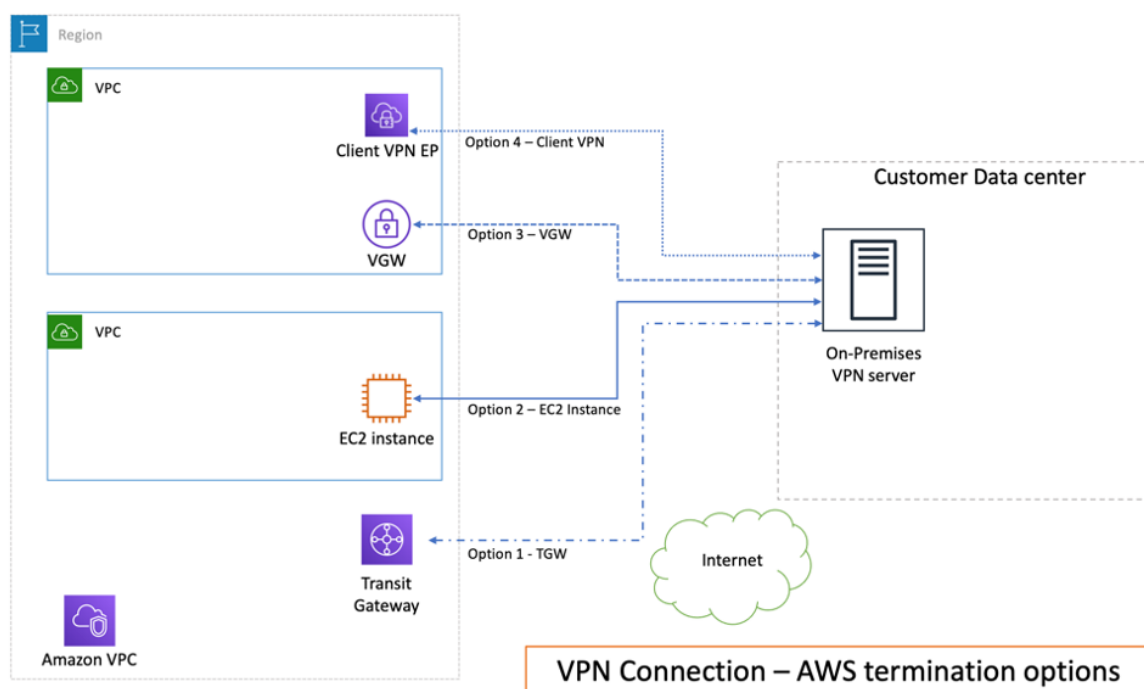 Region
VPC
Client VPN EP
Option 4 – Client VPN
VGW
Option 3 – VGW
Customer Data center
On-Premises
VPN server
VPC
EC2 instance
Option 2 – EC2 Instance
Transit
Gateway
Option 1 - TGW
Internet
Amazon VPC
VPN Connection – AWS termination options